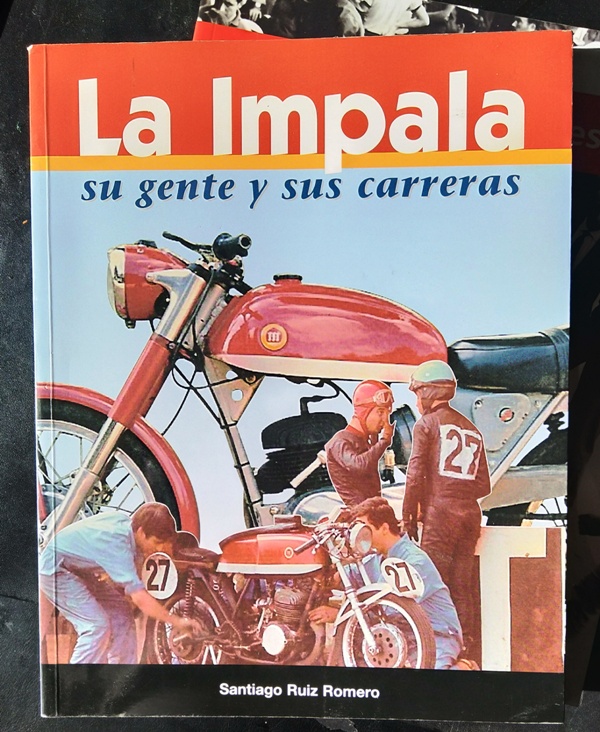 La Impala
su gente y sus carreras
27
27
27
T
Santiago Ruiz Romero